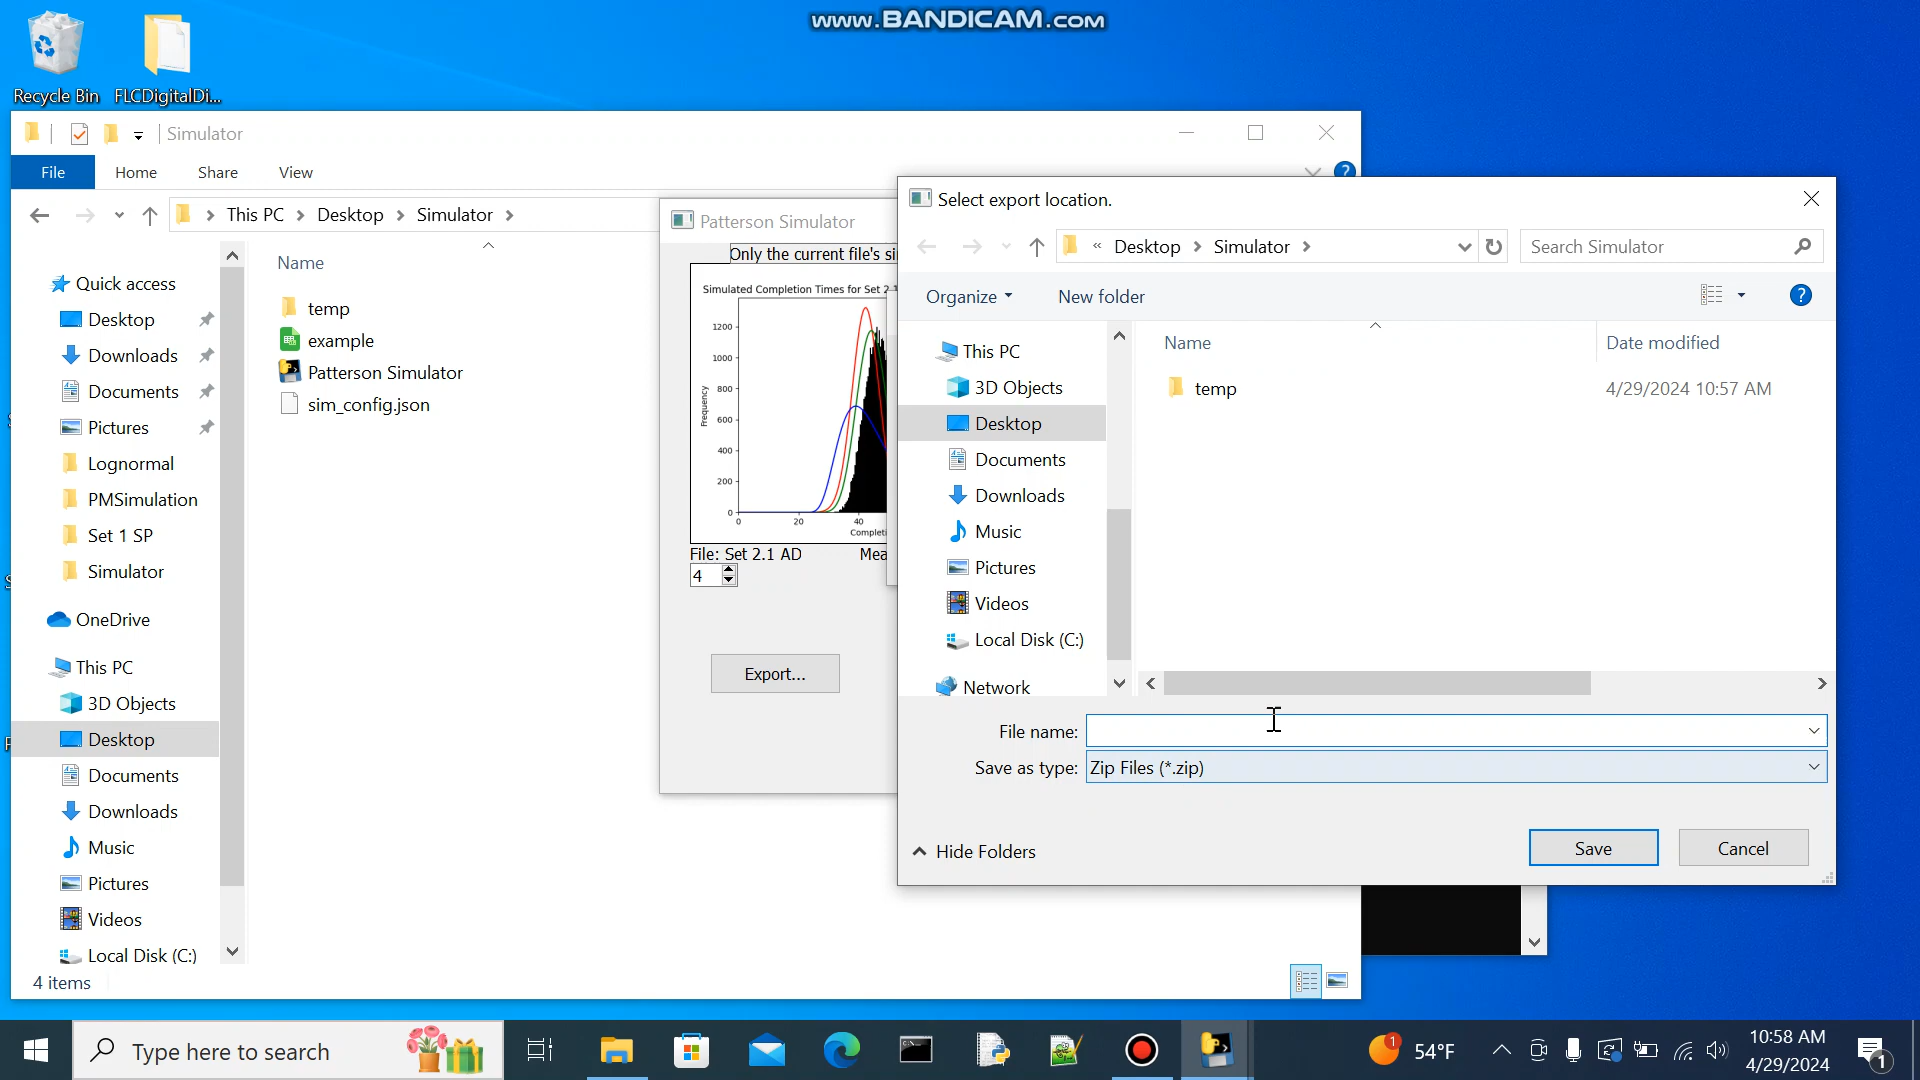 www.BANDICAM.com
Recycle Bin
FLCDigitalDi...
Simulator
File
Home
Share
View
This PC
Desktop
Simulator
Name
temp
example
Patterson Simulator
sim_config.json
Quick access
Desktop
Downloads
Documents
Pictures
Lognormal
PMSimulation
Set 1 SP
Simulator
OneDrive
This PC
3D Objects
Desktop
Documents
Downloads
Music
Pictures
Videos
Local Disk (C:)
4 items
Patterson Simulator
Only the current file's si
Simulated Completion Times for Set 2.1
Frequency
1200
1000
800
600
400
200
0
0 20 40
Completi
File: Set 2.1 AD
Mea
4
Export...
Select export location.
« Desktop
Simulator
Search Simulator
Organize
New folder
?
This PC
3D Objects
Desktop
Documents
Downloads
Music
Pictures
Videos
Local Disk (C:)
Network
Name
Date modified
temp
4/29/2024 10:57 AM
File name:
Save as type:
Zip Files (*.zip)
Hide Folders
Save
Cancel
Type here to search
1
54°F
10:58 AM
4/29/2024
1